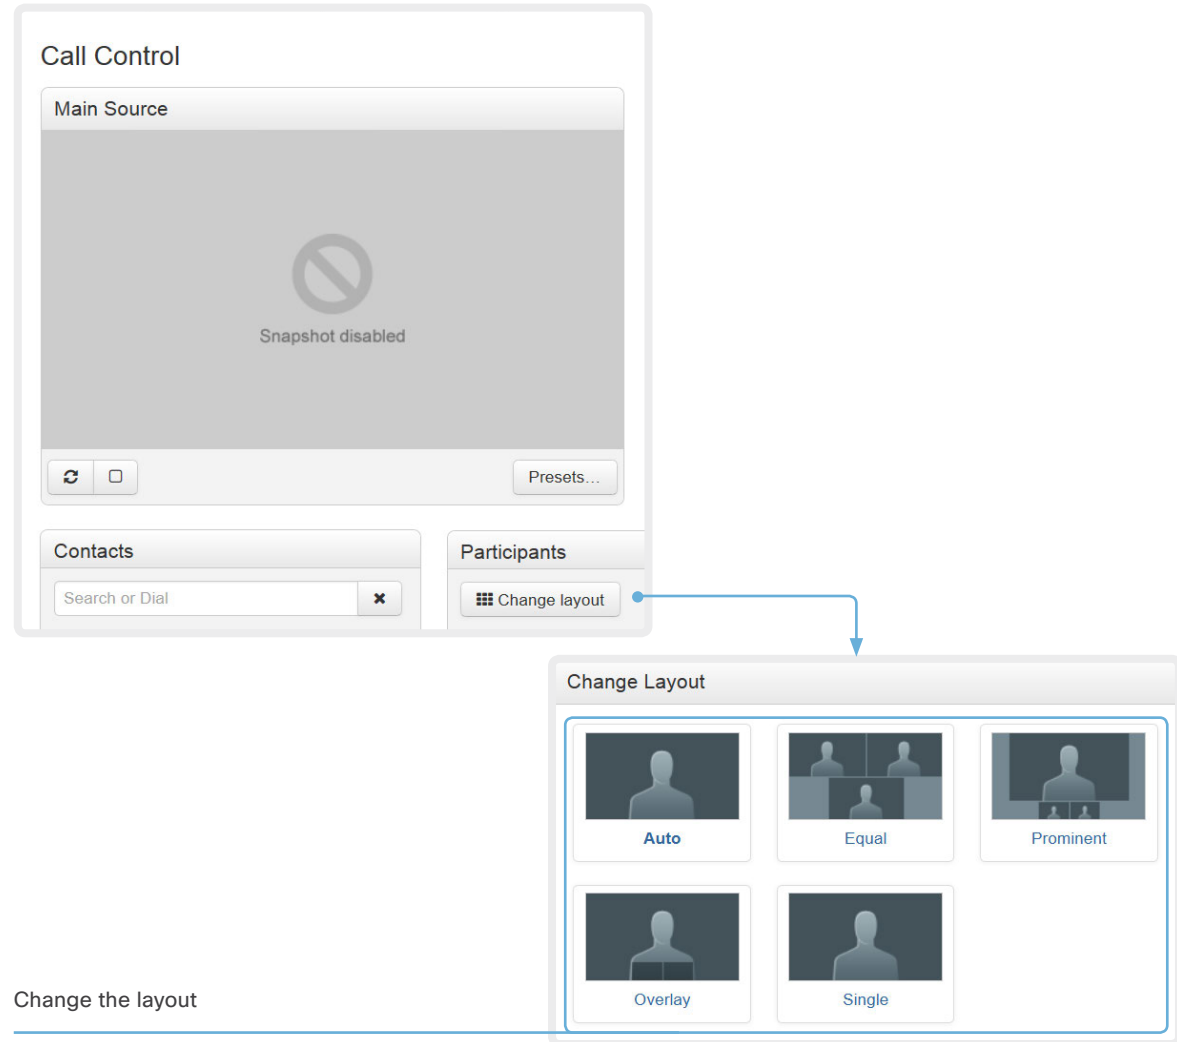 Call Control
Main Source
Snapshot disabled
Presets...
Contacts
Participants
Search or Dial
Change layout
Change Layout
Auto
Equal
Prominent
Overlay
Single
Change the layout